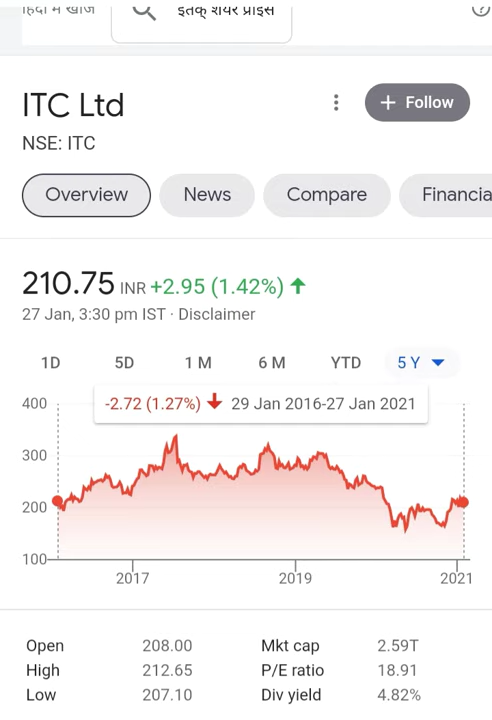 हिंदी में खोजें
इतक् शेयर प्राइस
ITC Ltd
+ Follow
NSE: ITC
Overview
News
Compare
Financia
210.75 INR +2.95 (1.42%) ↑
27 Jan, 3:30 pm IST · Disclaimer
1D 5D 1 M 6 M YTD 5 Y
-2.72 (1.27%) ↓ 29 Jan 2016-27 Jan 2021
400
300
200
100
2017 2019 2021
Open 208.00 Mkt cap 2.59T
High 212.65 P/E ratio 18.91
Low 207.10 Div yield 4.82%